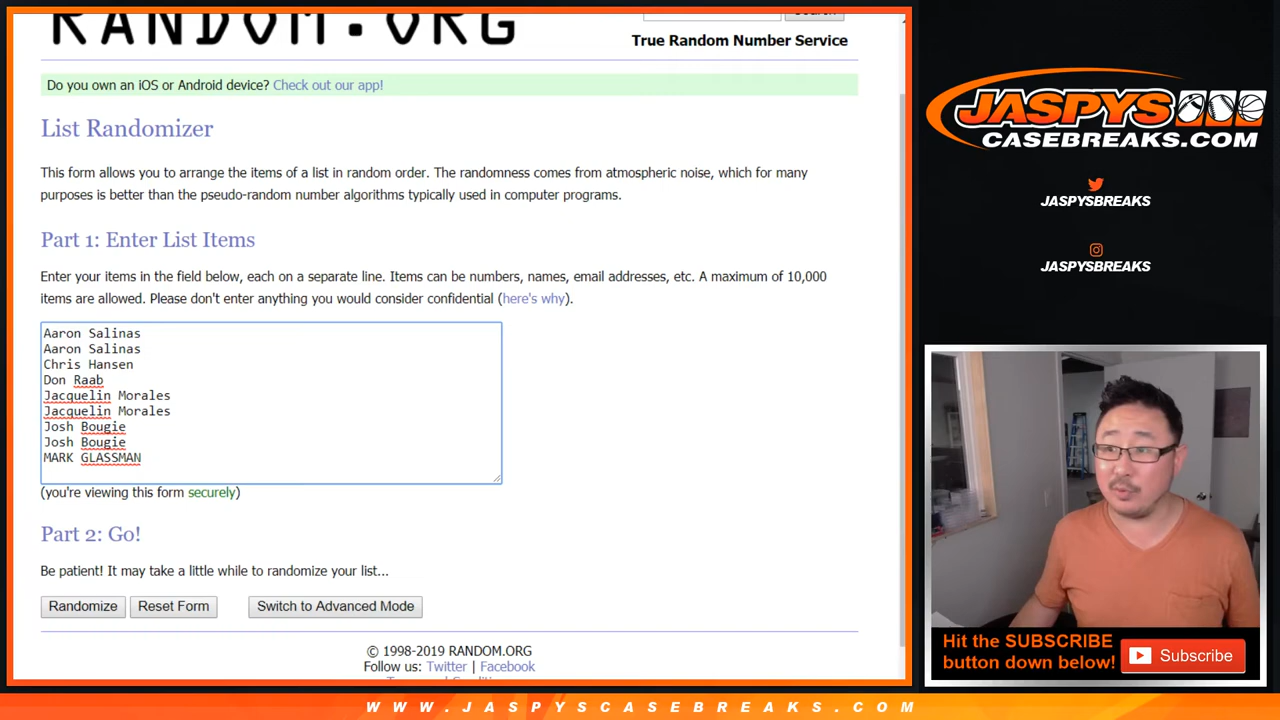 RANDOM.ORG
Search
True Random Number Service
Do you own an iOS or Android device? Check out our app!
List Randomizer
This form allows you to arrange the items of a list in random order. The randomness comes from atmospheric noise, which for many
purposes is better than the pseudo-random number algorithms typically used in computer programs.
Part 1: Enter List Items
Enter your items in the field below, each on a separate line. Items can be numbers, names, email addresses, etc. A maximum of 10,000
items are allowed. Please don't enter anything you would consider confidential (here's why).
Aaron Salinas
Aaron Salinas
Chris Hansen
Don Raab
Jacquelin Morales
Jacquelin Morales
Josh Bougie
Josh Bougie
MARK GLASSMAN
(you're viewing this form securely)
Part 2: Go!
Be patient! It may take a little while to randomize your list...
Randomize
Reset Form
Switch to Advanced Mode
© 1998-2019 RANDOM.ORG
Follow us: Twitter | Facebook
JASPYS
CASEBREAKS.COM
JASPYSBREAKS
JASPYSBREAKS
Hit the SUBSCRIBE
button down below!
Subscribe
WWW.JASPYSCASEBREAKS.COM